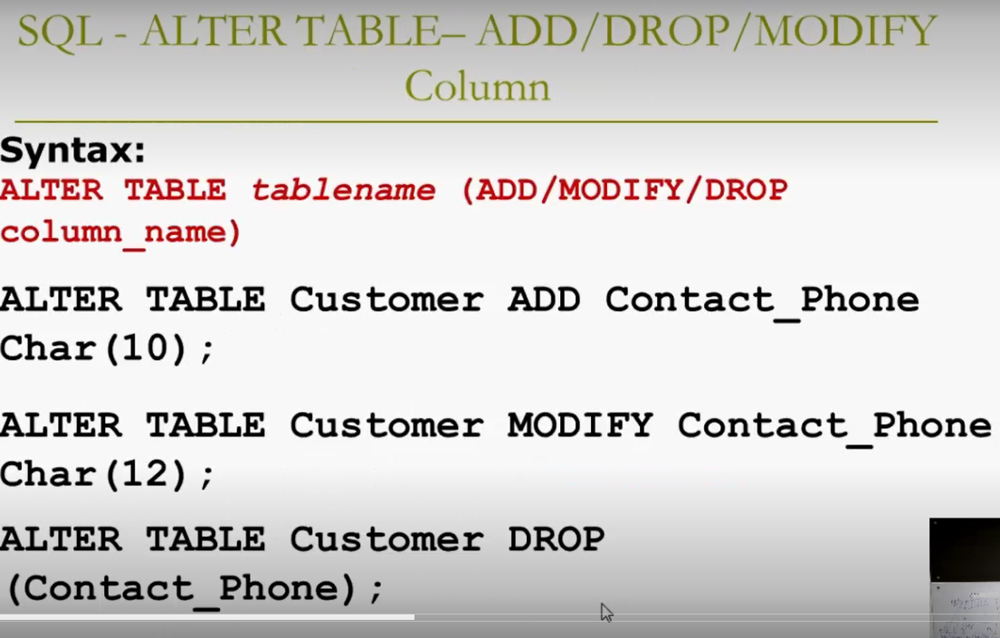 SQL - ALTER TABLE– ADD/DROP/MODIFY
Column
Syntax:
ALTER TABLE tablename (ADD/MODIFY/DROP
column_name)
ALTER TABLE Customer ADD Contact_Phone
Char(10);
ALTER TABLE Customer MODIFY Contact_Phone
Char(12);
ALTER TABLE Customer DROP
(Contact_Phone);